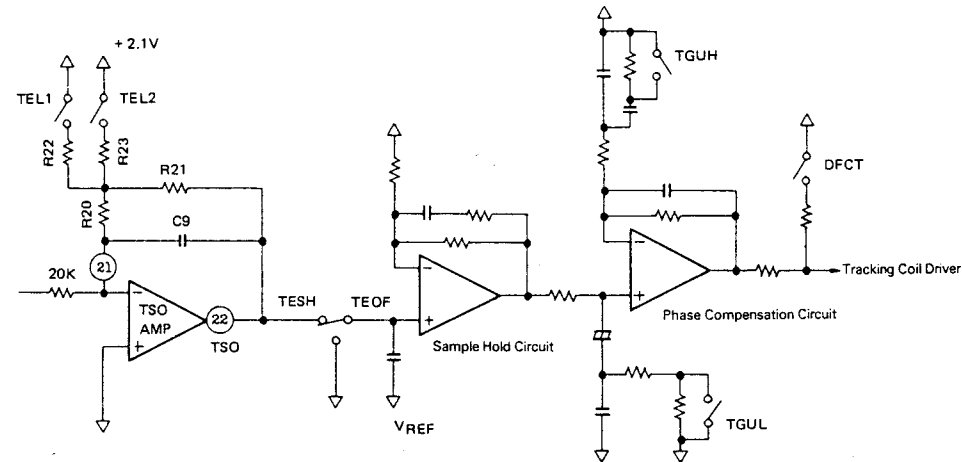 + 2.1V
TEL1
TEL2
R22
R23
R21
R20
C9
21
20K
−
+
TSO
AMP
22
TSO
TESH
TEOF
VREF
−
+
Sample Hold Circuit
TGUH
−
+
Phase Compensation Circuit
TGUL
DFCT
Tracking Coil Driver